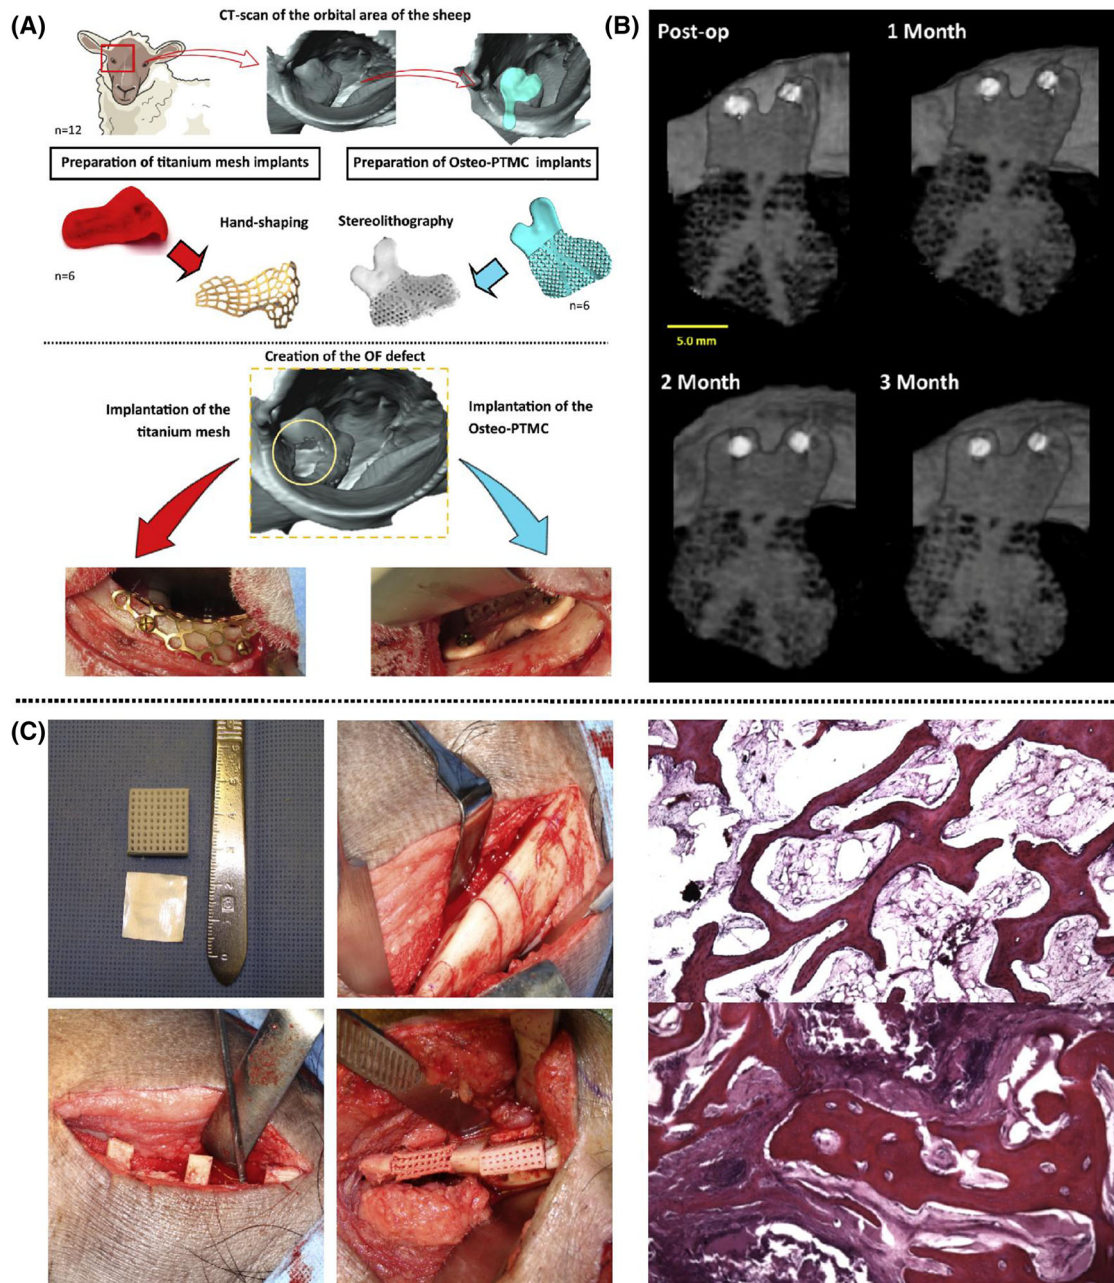 (A)
CT-scan of the orbital area of the sheep
n=12
Preparation of titanium mesh implants
Preparation of Osteo-PTMC implants
Hand-shaping
Stereolithography
n=6
n=6
Creation of the OF defect
Implantation of the
titanium mesh
Implantation of the
Osteo-PTMC
(B)
Post-op
1 Month
5.0 mm
2 Month
3 Month
(C)